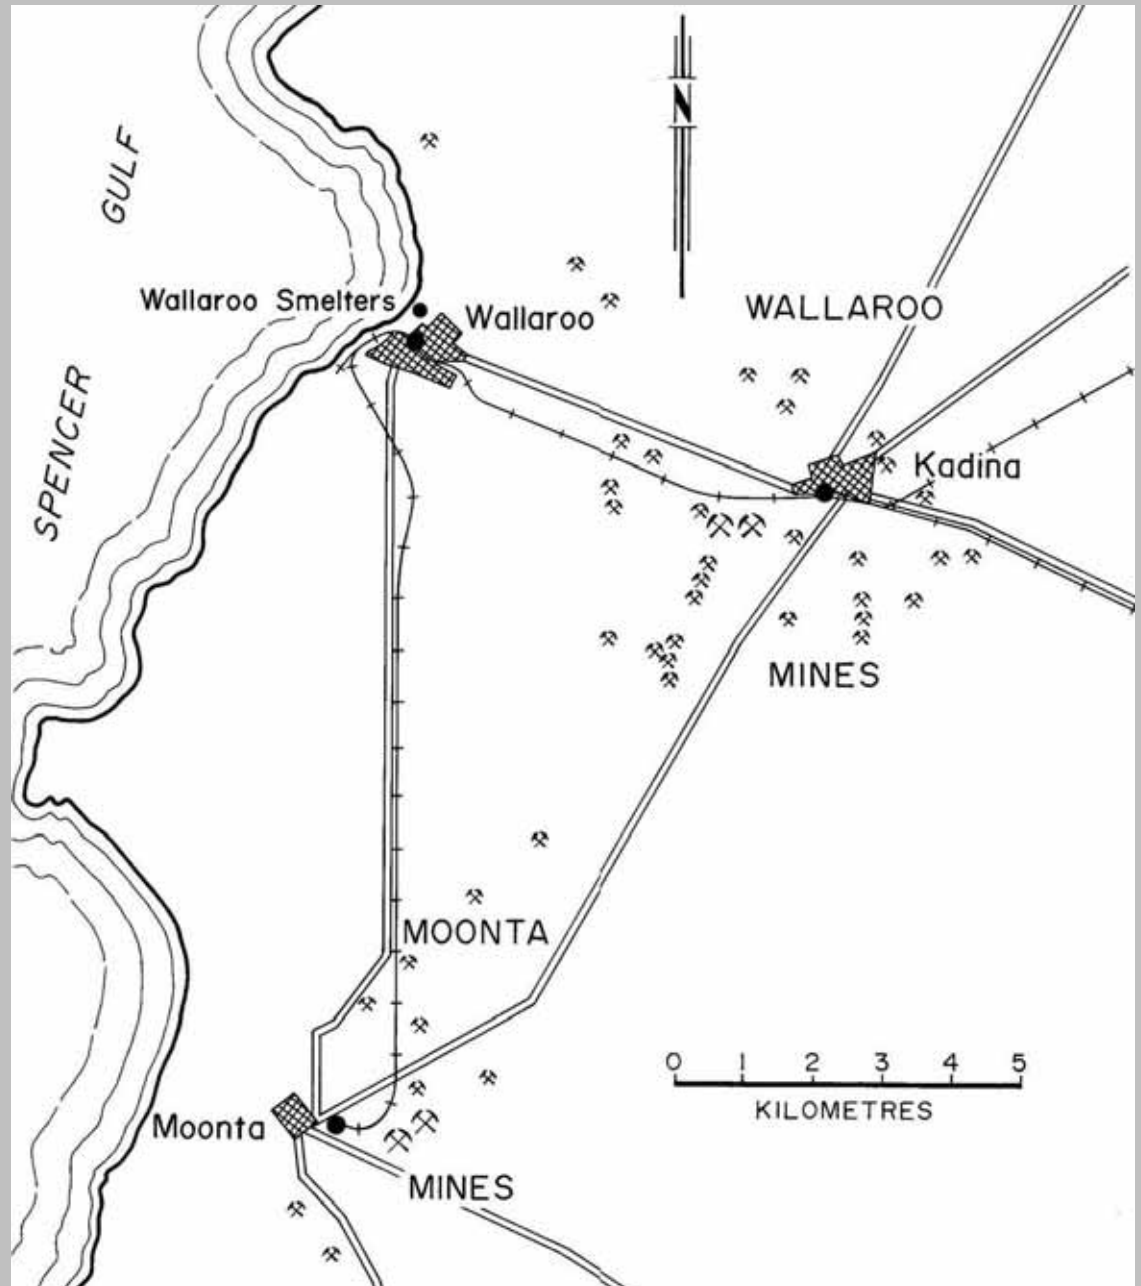 N
GULF
Wallaroo Smelters
Wallaroo
WALLAROO
SPENCER
Kadina
MINES
MOONTA
0 1 2 3 4 5
KILOMETRES
Moonta
MINES